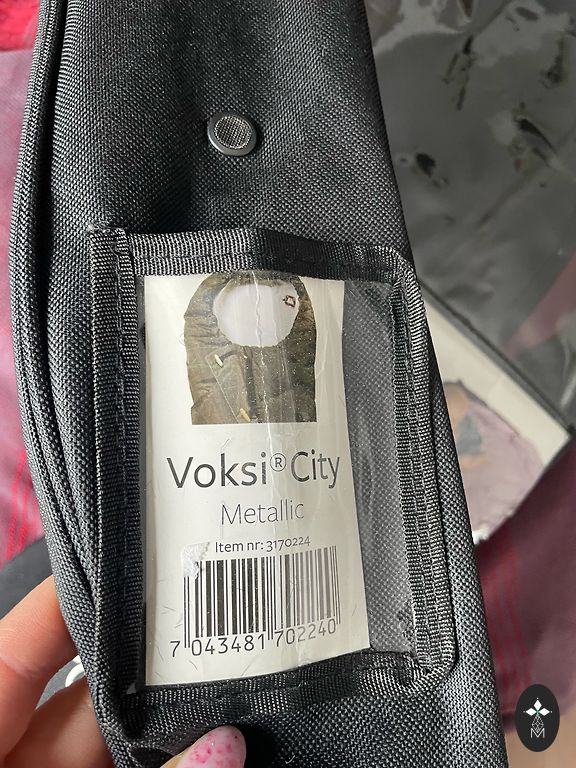 Voksi® City
Metallic
Item nr: 3170224
7 043481 702240
M